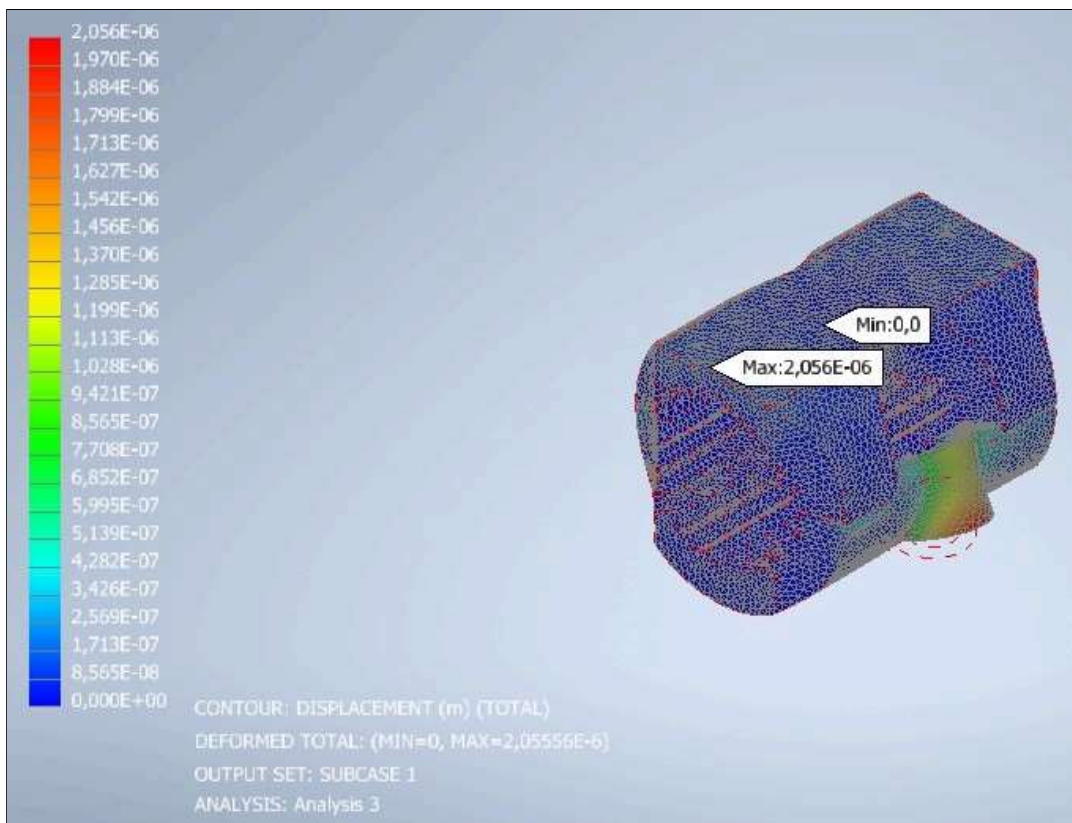 2,056E-06
1,970E-06
1,884E-06
1,799E-06
1,713E-06
1,627E-06
1,542E-06
1,456E-06
1,370E-06
1,285E-06
1,199E-06
1,113E-06
1,028E-06
9,421E-07
8,565E-07
7,708E-07
6,852E-07
5,995E-07
5,139E-07
4,282E-07
3,426E-07
2,569E-07
1,713E-07
8,565E-08
0,000E+00
Min:0,0
Max:2,056E-06
CONTOUR: DISPLACEMENT (m) (TOTAL)
DEFORMED TOTAL: (MIN=0, MAX=2,05556E-6)
OUTPUT SET: SUBCASE 1
ANALYSIS: Analysis 3